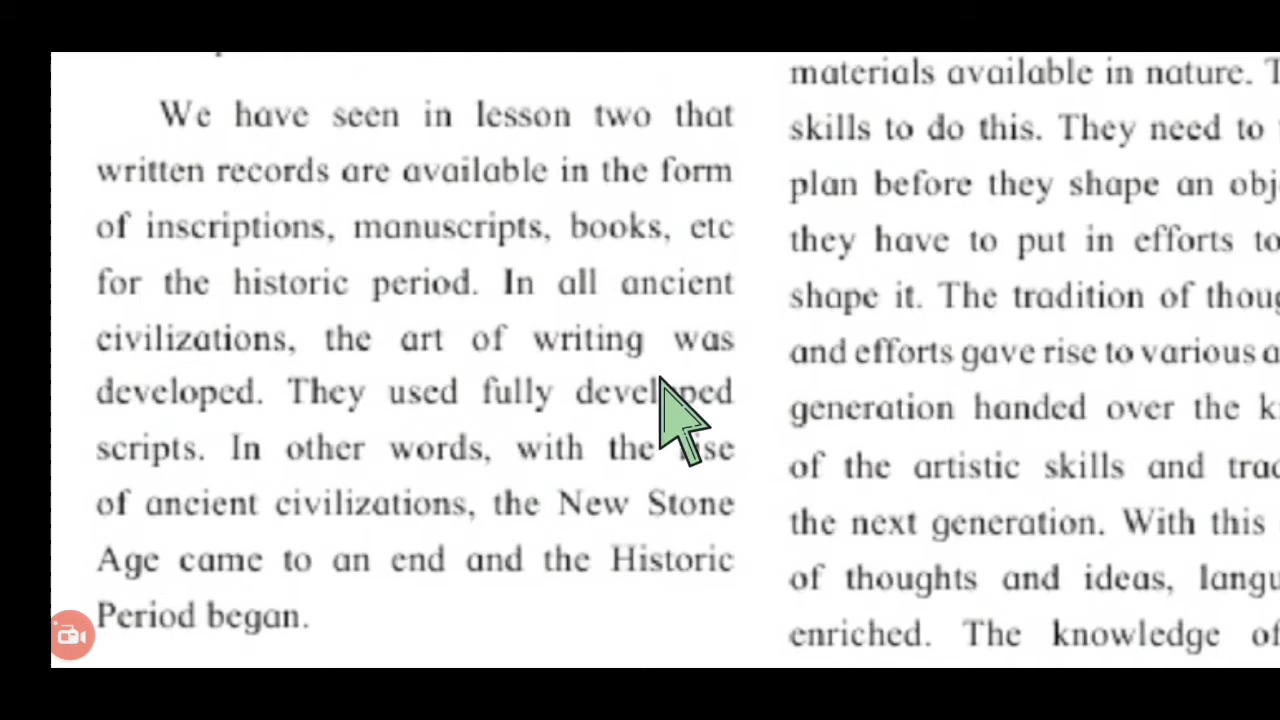 We have seen in lesson two that
written records are available in the form
of inscriptions, manuscripts, books, etc
for the historic period. In all ancient
civilizations, the art of writing was
developed. They used fully developed
scripts. In other words, with the rise
of ancient civilizations, the New Stone
Age came to an end and the Historic
Period began.
materials available in nature.
skills to do this. They need to
plan before they shape an
they have to put in efforts to
shape it. The tradition of
and efforts gave rise to various
generation handed over the
of the artistic skills and
the next generation. With this
of thoughts and ideas,
enriched. The knowledge of